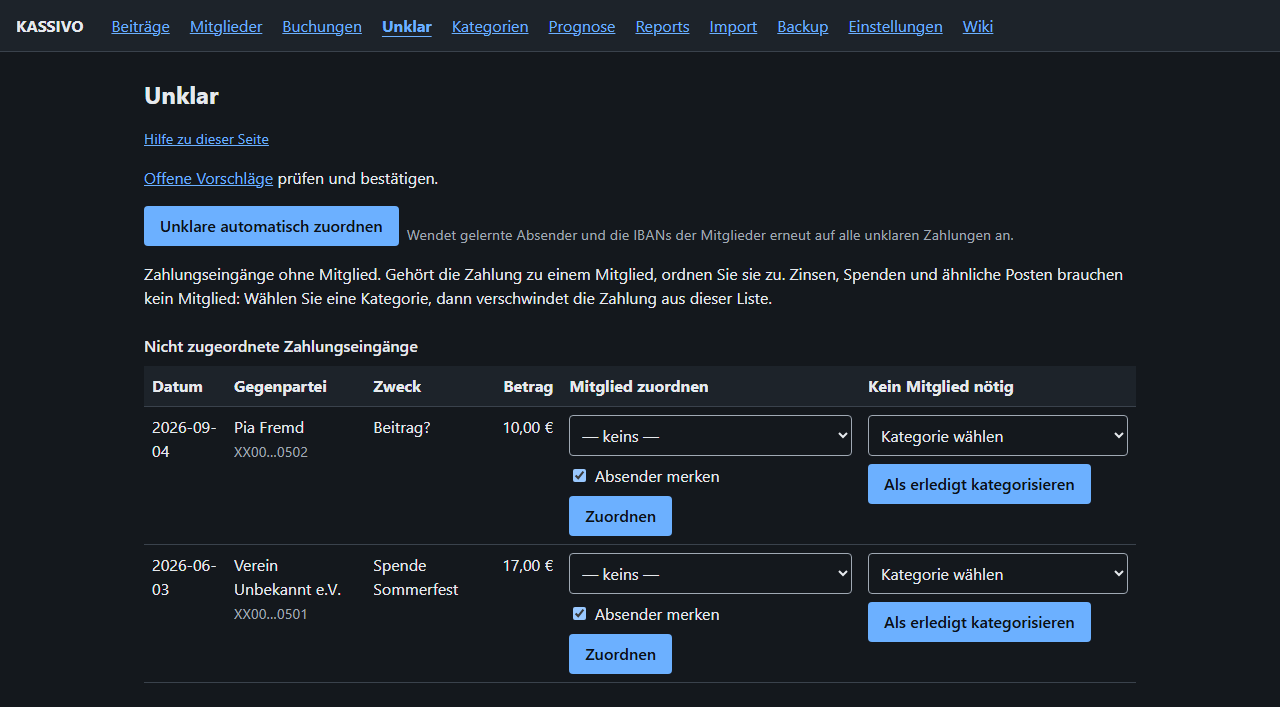 KASSIVO Beiträge Mitglieder Buchungen Unklar Kategorien Prognose Reports Import Backup Einstellungen Wiki
Unklar
Hilfe zu dieser Seite
Offene Vorschläge prüfen und bestätigen.
Unklare automatisch zuordnen Wendet gelernte Absender und die IBANs der Mitglieder erneut auf alle unklaren Zahlungen an.
Zahlungseingänge ohne Mitglied. Gehört die Zahlung zu einem Mitglied, ordnen Sie sie zu. Zinsen, Spenden und ähnliche Posten brauchen
kein Mitglied: Wählen Sie eine Kategorie, dann verschwindet die Zahlung aus dieser Liste.
Nicht zugeordnete Zahlungseingänge
Datum Gegenpartei Zweck Betrag Mitglied zuordnen Kein Mitglied nötig
2026-09-04 Pia Fremd Beitrag? 10,00 € — keins — Kategorie wählen
XX00…0502
Absender merken Als erledigt kategorisieren
Zuordnen
2026-06-03 Verein Spende 17,00 € — keins — Kategorie wählen
Unbekannt e.V. Sommerfest
XX00…0501 Absender merken Als erledigt kategorisieren
Zuordnen